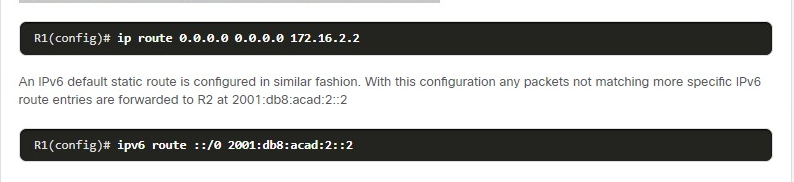 R1(config)# ip route 0.0.0.0 0.0.0.0 172.16.2.2
An IPv6 default static route is configured in similar fashion. With this configuration any packets not matching more specific IPv6
route entries are forwarded to R2 at 2001:db8:acad:2::2
R1(config)# ipv6 route ::/0 2001:db8:acad:2::2